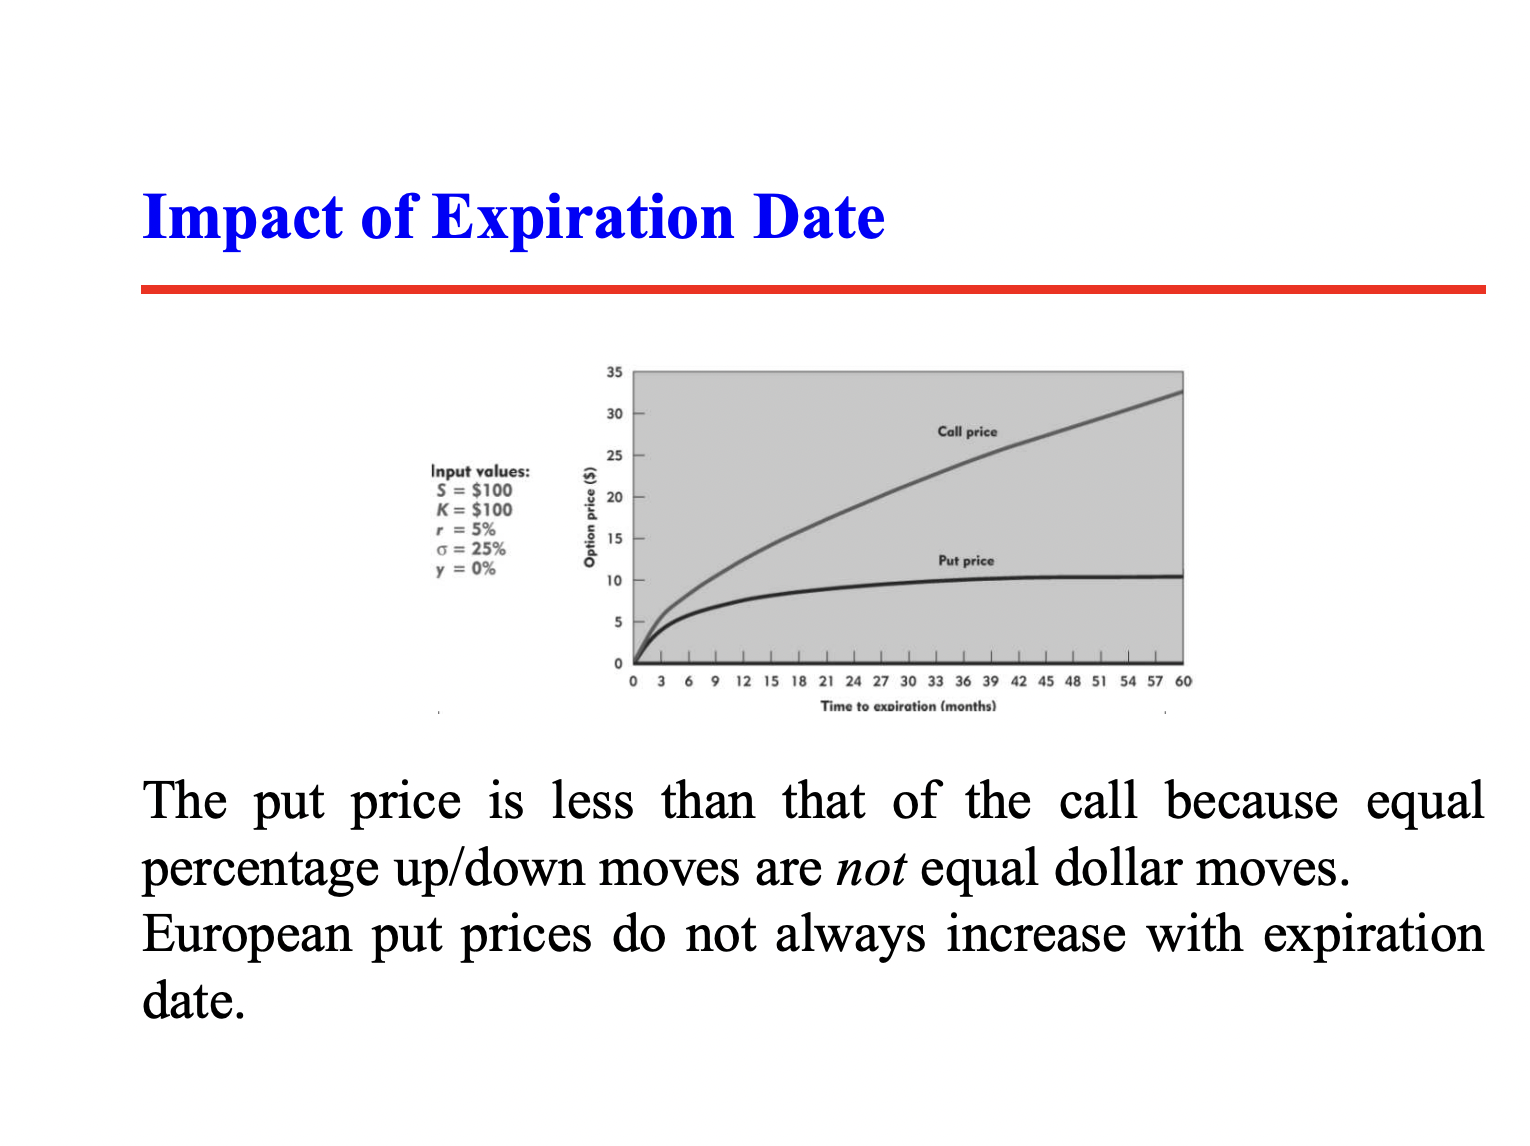 Impact of Expiration Date
Input values:
S = $100
K = $100
r = 5%
σ = 25%
y = 0%
Option price ($)
35
30
25
20
15
10
5
0
Call price
Put price
0 3 6 9 12 15 18 21 24 27 30 33 36 39 42 45 48 51 54 57 60
Time to expiration (months)
The put price is less than that of the call because equal
percentage up/down moves are not equal dollar moves.
European put prices do not always increase with expiration
date.